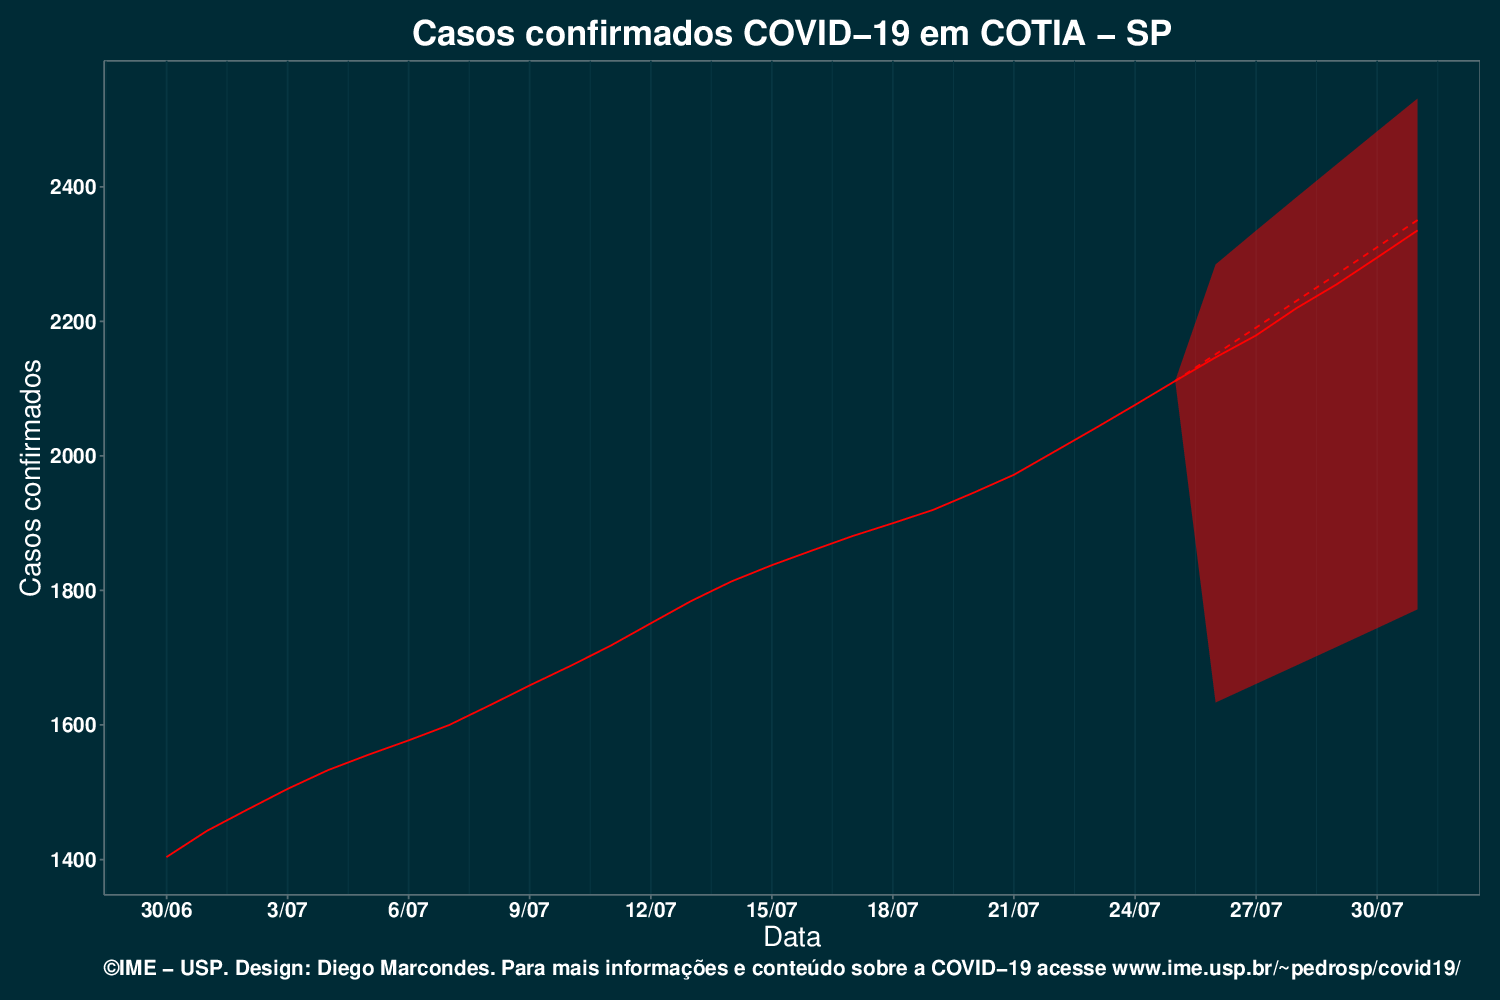 Casos confirmados COVID−19 em COTIA − SP
Casos confirmados
2400
2200
2000
1800
1600
1400
30/06 3/07 6/07 9/07 12/07 15/07 18/07 21/07 24/07 27/07 30/07
Data
©IME − USP. Design: Diego Marcondes. Para mais informações e conteúdo sobre a COVID−19 acesse www.ime.usp.br/~pedrosp/covid19/